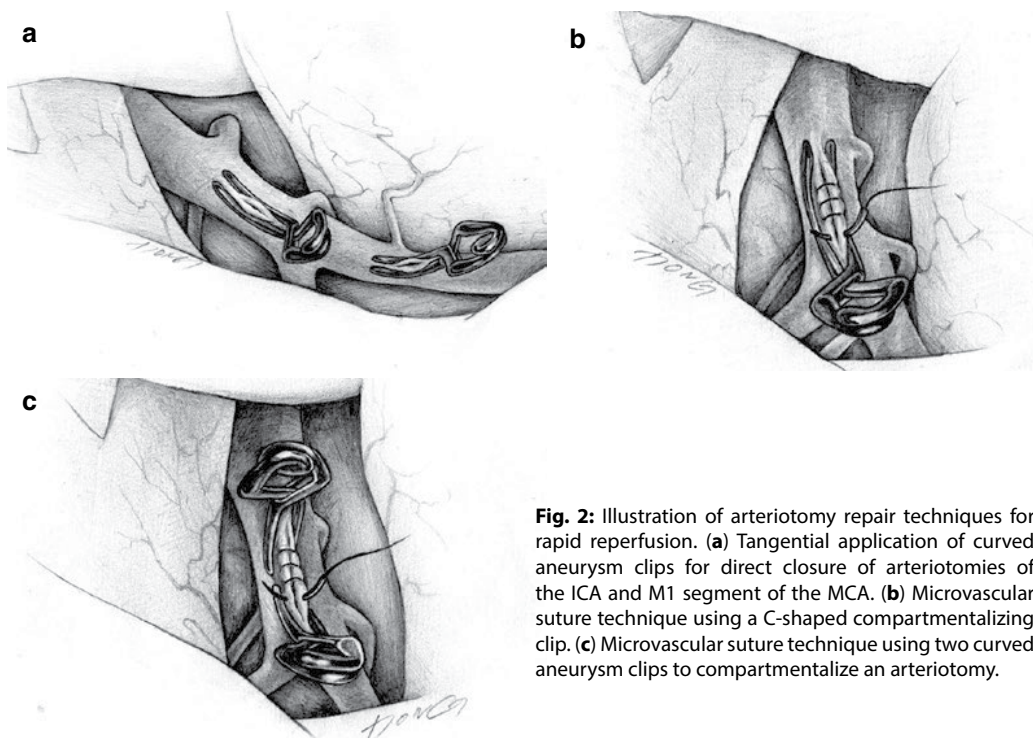 a
b
c
DONG
DONG
Fig. 2: Illustration of arteriotomy repair techniques for
rapid reperfusion. (a) Tangential application of curved
aneurysm clips for direct closure of arteriotomies of
the ICA and M1 segment of the MCA. (b) Microvascular
suture technique using a C-shaped compartmentalizing
clip. (c) Microvascular suture technique using two curved
aneurysm clips to compartmentalize an arteriotomy.